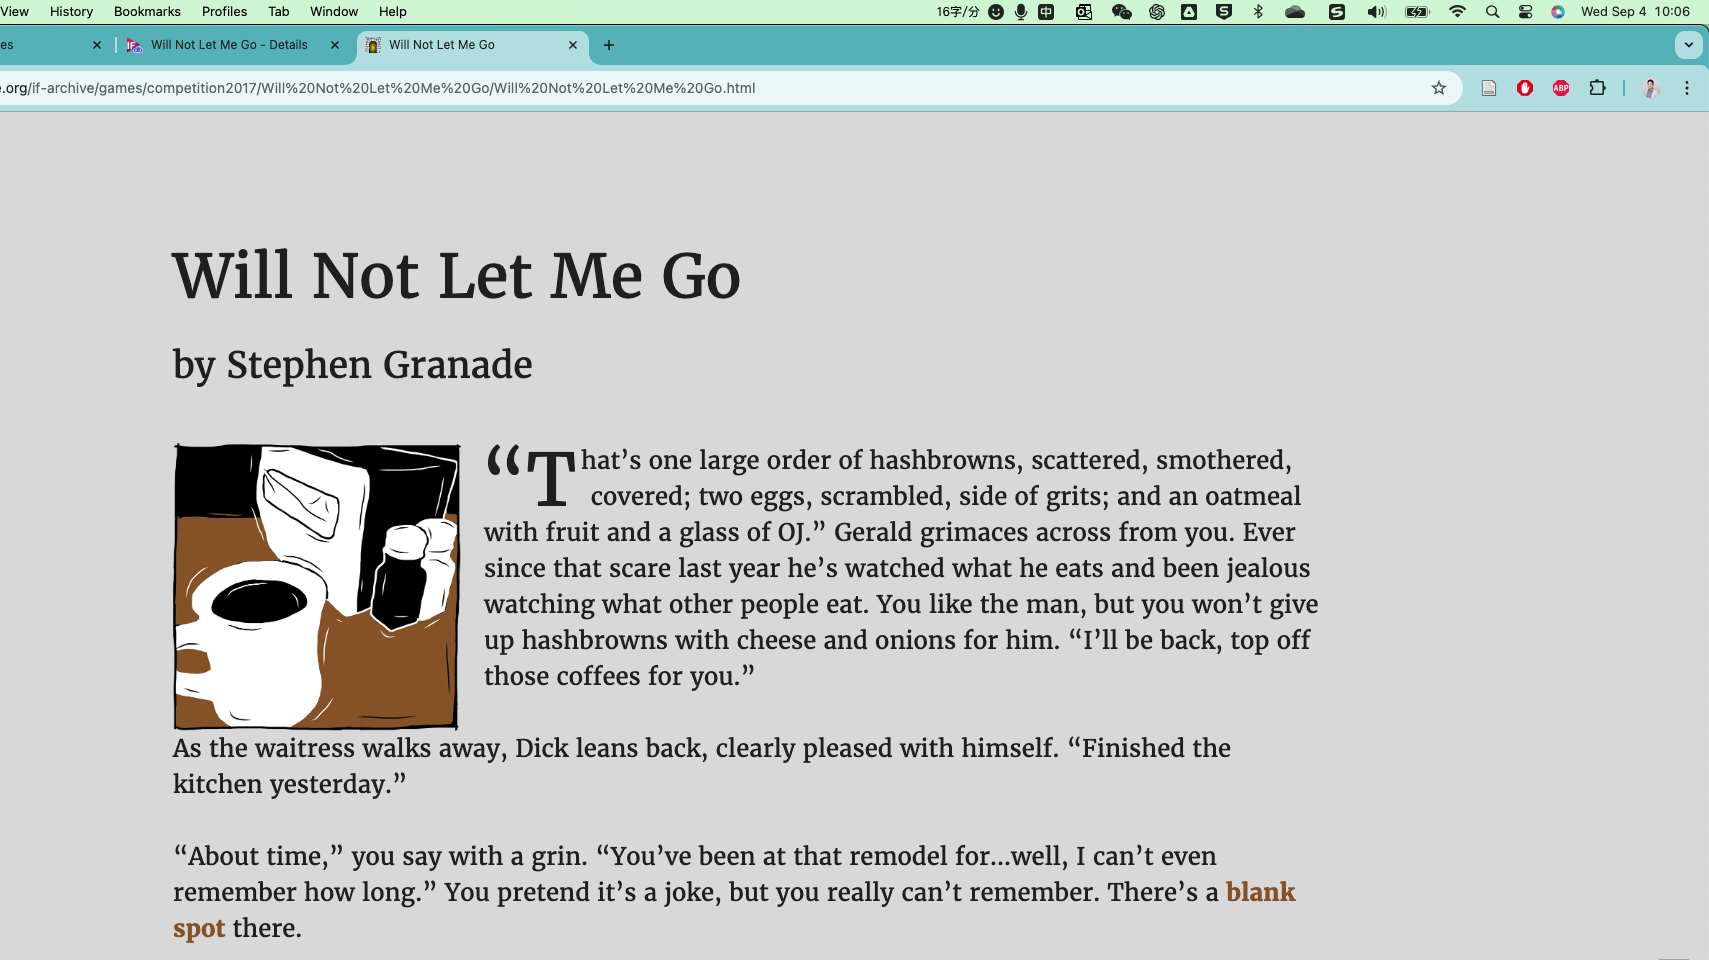 View History Bookmarks Profiles Tab Window Help 16字/分 中 Wed Sep 4 10:06
es Will Not Let Me Go - Details Will Not Let Me Go
e.org/if-archive/games/competition2017/Will%20Not%20Let%20Me%20Go/Will%20Not%20Let%20Me%20Go.html ABP
Will Not Let Me Go
by Stephen Granade
“That’s one large order of hashbrowns, scattered, smothered,
covered; two eggs, scrambled, side of grits; and an oatmeal
with fruit and a glass of OJ.” Gerald grimaces across from you. Ever
since that scare last year he’s watched what he eats and been jealous
watching what other people eat. You like the man, but you won’t give
up hashbrowns with cheese and onions for him. “I’ll be back, top off
those coffees for you.”
As the waitress walks away, Dick leans back, clearly pleased with himself. “Finished the
kitchen yesterday.”
“About time,” you say with a grin. “You’ve been at that remodel for…well, I can’t even
remember how long.” You pretend it’s a joke, but you really can’t remember. There’s a blank
spot there.